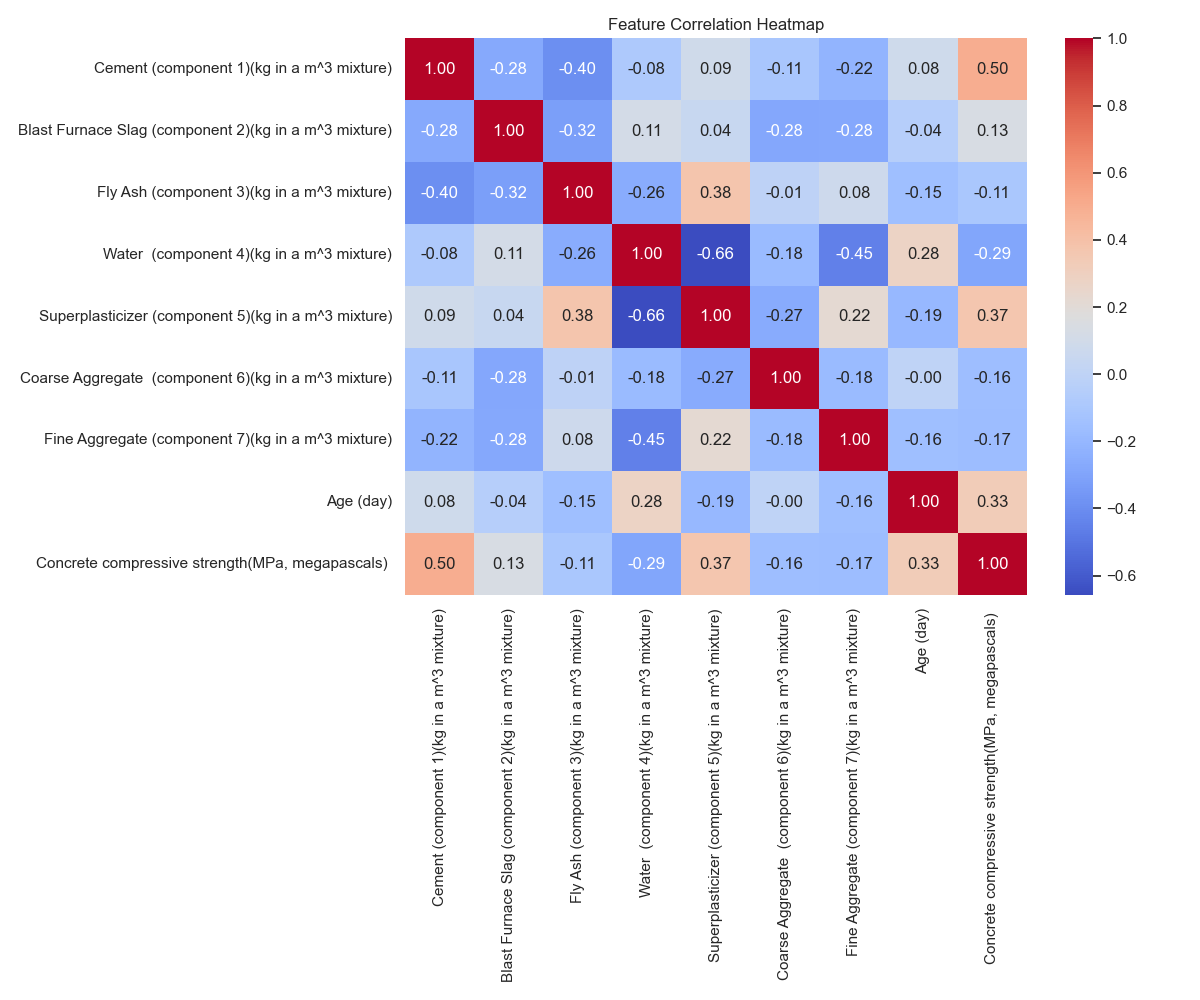 Feature Correlation Heatmap
Cement (component 1)(kg in a m^3 mixture) 1.00 -0.28 -0.40 -0.08 0.09 -0.11 -0.22 0.08 0.50
Blast Furnace Slag (component 2)(kg in a m^3 mixture) -0.28 1.00 -0.32 0.11 0.04 -0.28 -0.28 -0.04 0.13
Fly Ash (component 3)(kg in a m^3 mixture) -0.40 -0.32 1.00 -0.26 0.38 -0.01 0.08 -0.15 -0.11
Water  (component 4)(kg in a m^3 mixture) -0.08 0.11 -0.26 1.00 -0.66 -0.18 -0.45 0.28 -0.29
Superplasticizer (component 5)(kg in a m^3 mixture) 0.09 0.04 0.38 -0.66 1.00 -0.27 0.22 -0.19 0.37
Coarse Aggregate  (component 6)(kg in a m^3 mixture) -0.11 -0.28 -0.01 -0.18 -0.27 1.00 -0.18 -0.00 -0.16
Fine Aggregate (component 7)(kg in a m^3 mixture) -0.22 -0.28 0.08 -0.45 0.22 -0.18 1.00 -0.16 -0.17
Age (day) 0.08 -0.04 -0.15 0.28 -0.19 -0.00 -0.16 1.00 0.33
Concrete compressive strength(MPa, megapascals) 0.50 0.13 -0.11 -0.29 0.37 -0.16 -0.17 0.33 1.00
Cement (component 1)(kg in a m^3 mixture)
Blast Furnace Slag (component 2)(kg in a m^3 mixture)
Fly Ash (component 3)(kg in a m^3 mixture)
Water  (component 4)(kg in a m^3 mixture)
Superplasticizer (component 5)(kg in a m^3 mixture)
Coarse Aggregate  (component 6)(kg in a m^3 mixture)
Fine Aggregate (component 7)(kg in a m^3 mixture)
Age (day)
Concrete compressive strength(MPa, megapascals)
1.0
0.8
0.6
0.4
0.2
0.0
−0.2
−0.4
−0.6